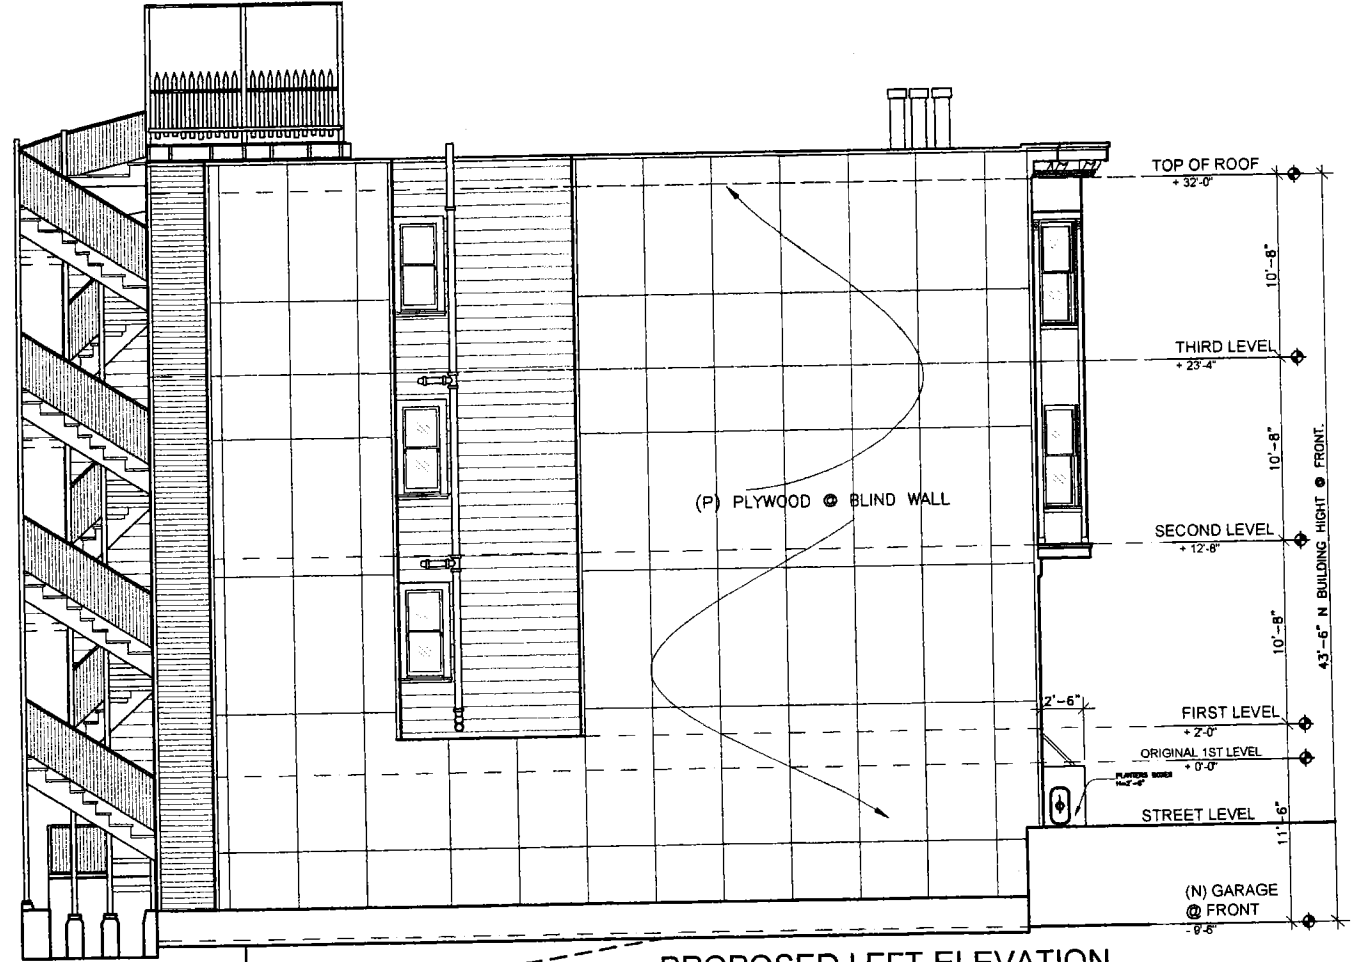 TOP OF ROOF
+ 32'-0"
10'-8"
THIRD LEVEL
+ 23'-4"
10'-8"
43'-6" N BUILDING HIGHT @ FRONT.
(P) PLYWOOD @ BLIND WALL
SECOND LEVEL
+ 12'-8"
10'-8"
2'-6"
FIRST LEVEL
+ 2'-0"
ORIGINAL 1ST LEVEL
+ 0'-0"
PLANTERS BOXES
STREET LEVEL
11'-6"
(N) GARAGE
@ FRONT
- 9'-6"
PROPOSED LEFT ELEVATION